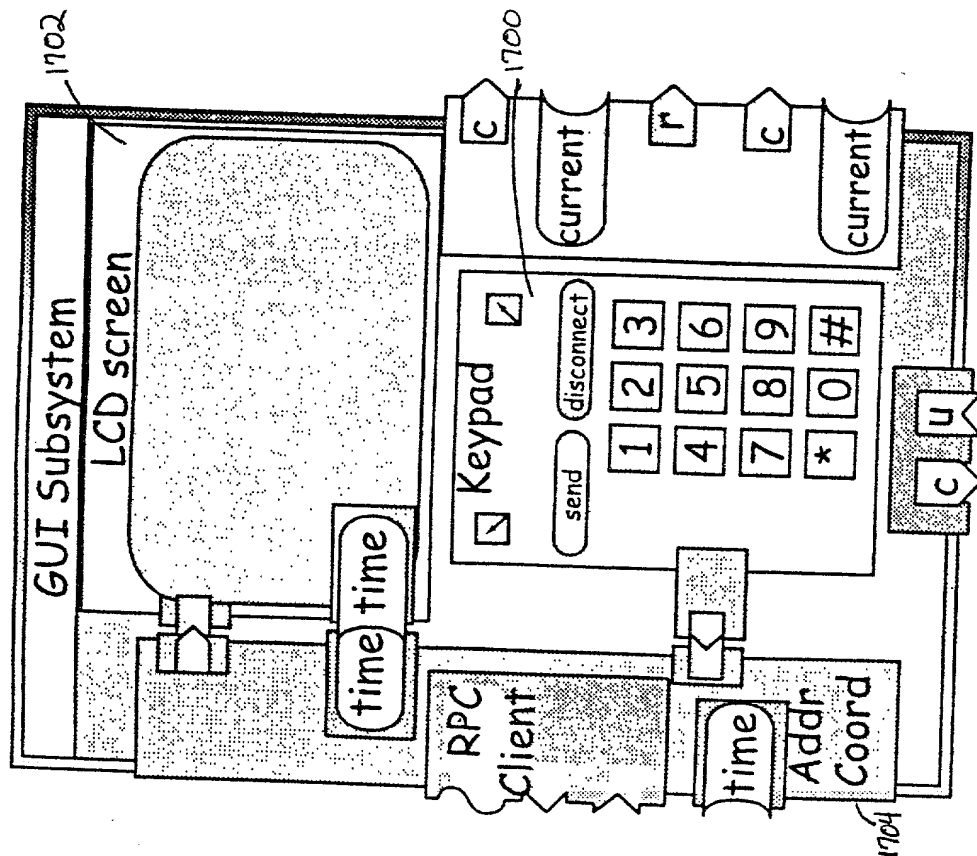 1702
GUI Subsystem
LCD screen
1700
c
current
r
c
current
Keypad
send
disconnect
1 2 3
4 5 6
7 8 9
* 0 #
time time
RPC
Client
time
Addr
Coord
c u
1704